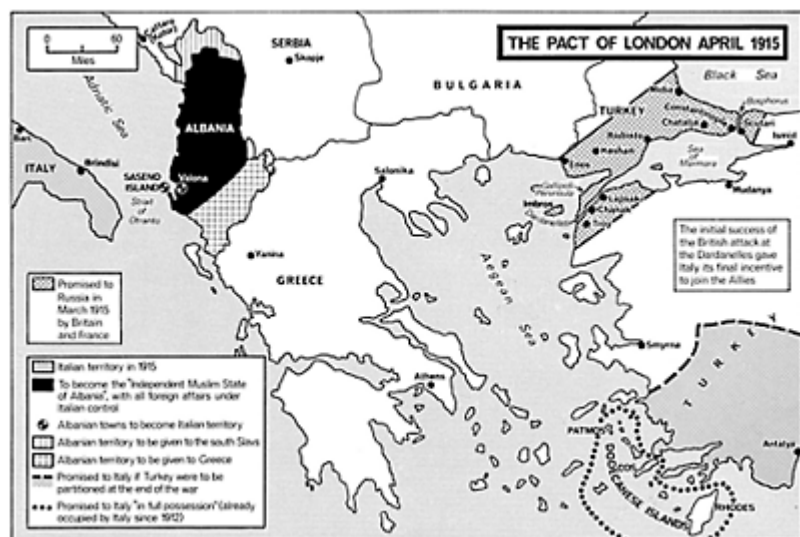 THE PACT OF LONDON APRIL 1915
0 60
Miles
Cattaro
(Kotor)
SERBIA
Skopje
BULGARIA
Black Sea
Adriatic Sea
ALBANIA
TURKEY
Midia
Constantinople
Bosphorus
Chatalja
Scutari
Rodosto
Ismid
Keshan
Enos
Sea
of
Marmara
Bari
ITALY
Brindisi
SASENO
ISLAND
Valona
Strait
of
Otranto
Salonika
Gallipoli
Peninsula
Imbros
Lapsaki
Chanak
Dardanelles
Troy
Mudanya
Yanina
GREECE
Aegean Sea
The initial success of
the British attack at
the Dardanelles gave
Italy its final incentive
to join the Allies
Promised to
Russia in
March 1915
by Britain
and France
Smyrna
TURKEY
Athens
Antalya
PATMOS
COS
DODECANESE ISLANDS
RHODES
Italian territory in 1915
To become the "Independent Muslim State
of Albania", with all foreign affairs under
Italian control
Albanian towns to become Italian territory
Albanian territory to be given to the south Slavs
Albanian territory to be given to Greece
Promised to Italy if Turkey were to be
partitioned at the end of the war
Promised to Italy "in full possession" (already
occupied by Italy since 1912)